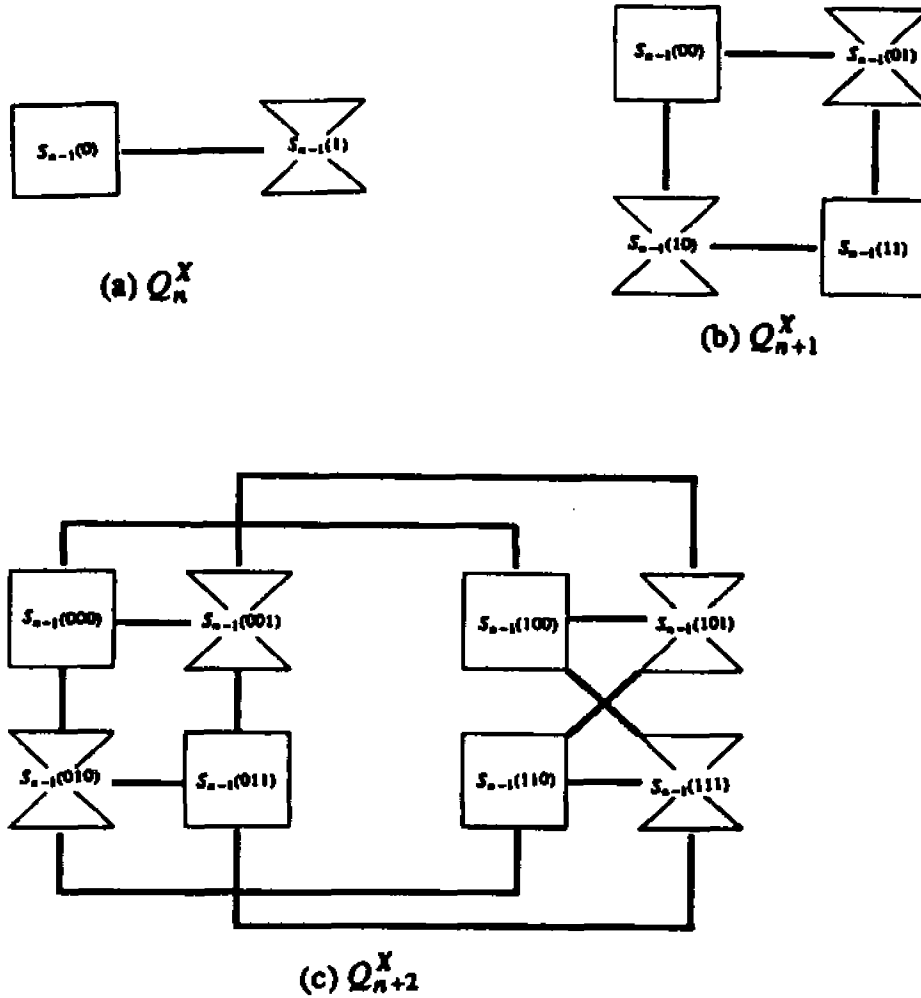 S_{n-1}(0)
S_{n-1}(1)
(a) Q_n^X
S_{n-1}(00)
S_{n-1}(01)
S_{n-1}(10)
S_{n-1}(11)
(b) Q_{n+1}^X
S_{n-1}(000)
S_{n-1}(001)
S_{n-1}(100)
S_{n-1}(101)
S_{n-1}(010)
S_{n-1}(011)
S_{n-1}(110)
S_{n-1}(111)
(c) Q_{n+2}^X